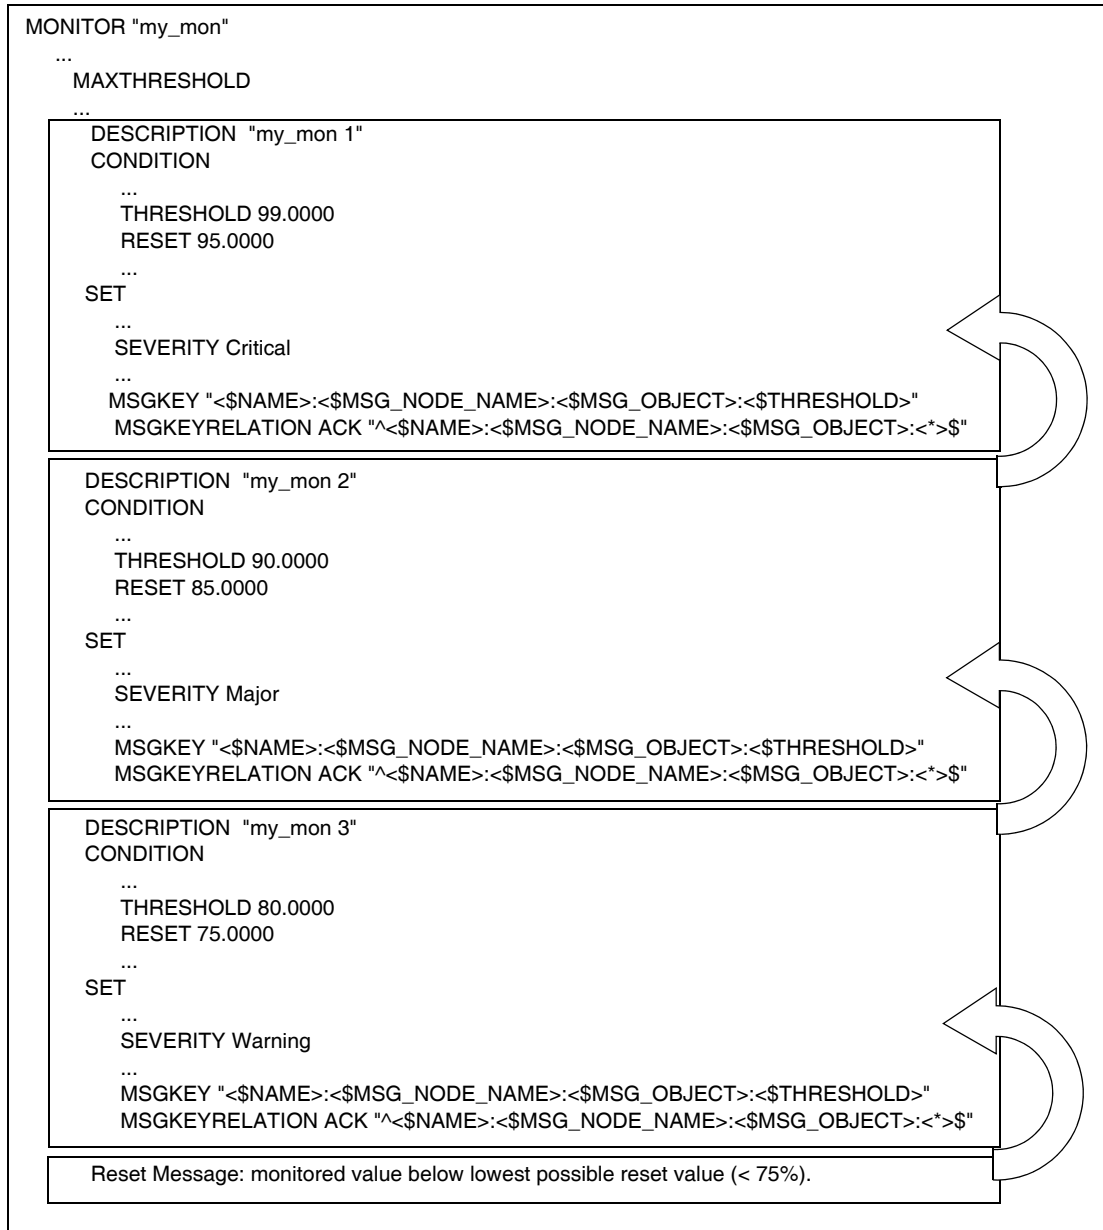 MONITOR "my_mon"
...
MAXTHRESHOLD
...
DESCRIPTION "my_mon 1"
CONDITION
...
THRESHOLD 99.0000
RESET 95.0000
...
SET
...
SEVERITY Critical
...
MSGKEY "<$NAME>:<$MSG_NODE_NAME>:<$MSG_OBJECT>:<$THRESHOLD>"
MSGKEYRELATION ACK "^<$NAME>:<$MSG_NODE_NAME>:<$MSG_OBJECT>:<*>$"
DESCRIPTION "my_mon 2"
CONDITION
...
THRESHOLD 90.0000
RESET 85.0000
...
SET
...
SEVERITY Major
...
MSGKEY "<$NAME>:<$MSG_NODE_NAME>:<$MSG_OBJECT>:<$THRESHOLD>"
MSGKEYRELATION ACK "^<$NAME>:<$MSG_NODE_NAME>:<$MSG_OBJECT>:<*>$"
DESCRIPTION "my_mon 3"
CONDITION
...
THRESHOLD 80.0000
RESET 75.0000
...
SET
...
SEVERITY Warning
...
MSGKEY "<$NAME>:<$MSG_NODE_NAME>:<$MSG_OBJECT>:<$THRESHOLD>"
MSGKEYRELATION ACK "^<$NAME>:<$MSG_NODE_NAME>:<$MSG_OBJECT>:<*>$"
Reset Message: monitored value below lowest possible reset value (< 75%).